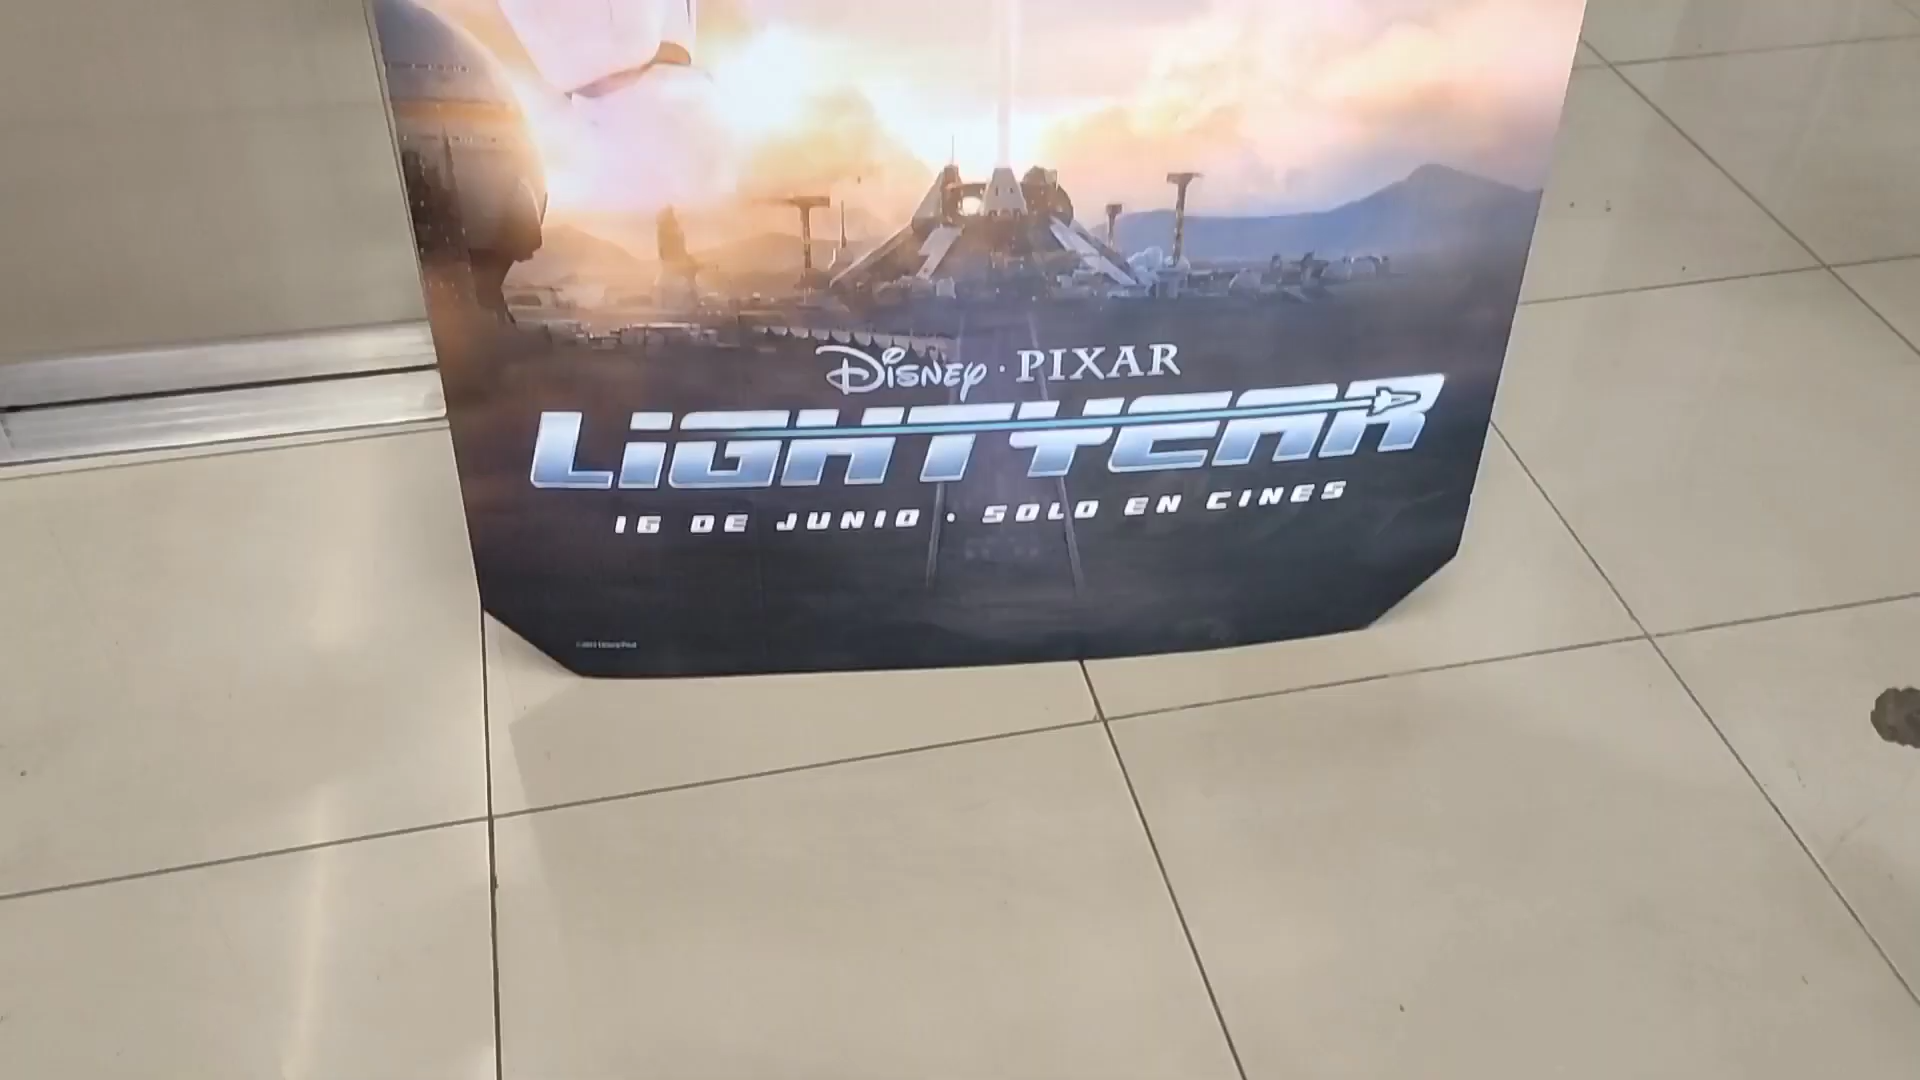 DISNEY · PIXAR
LIGHTYEAR
16 DE JUNIO · SOLO EN CINES